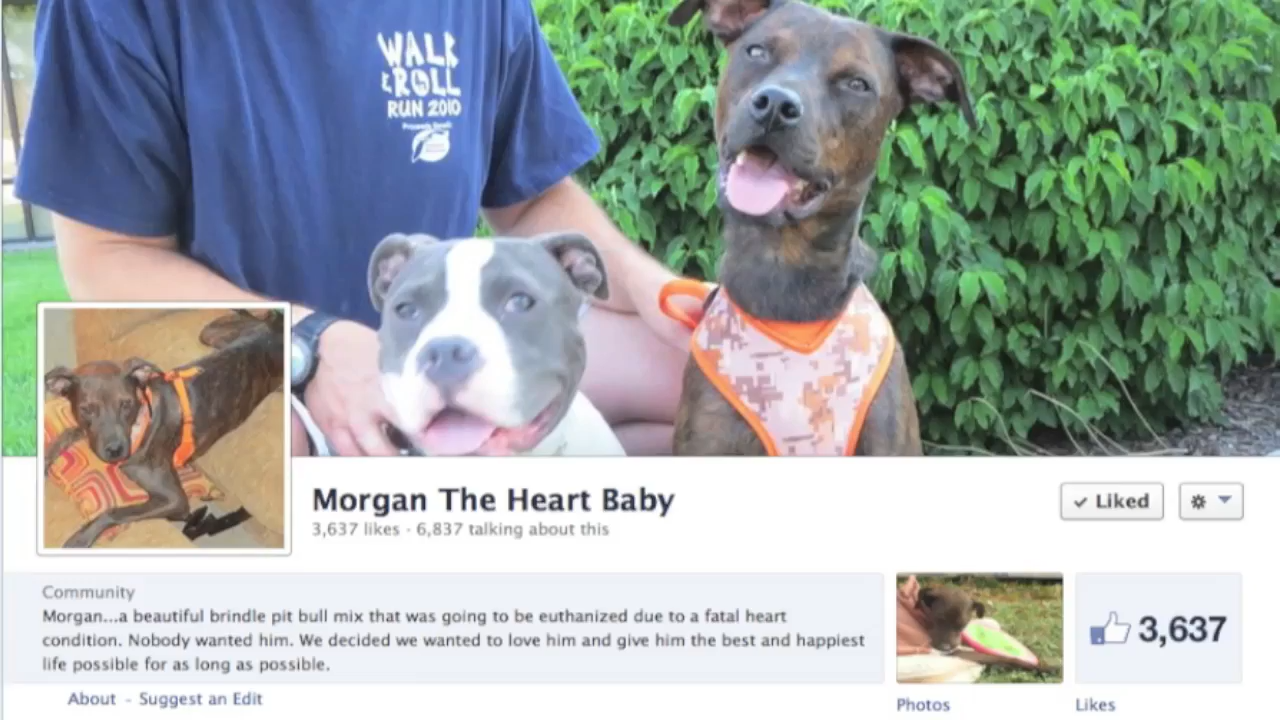 WALK
& ROLL
RUN 2010
Morgan The Heart Baby
3,637 likes · 6,837 talking about this
✓ Liked
Community
Morgan...a beautiful brindle pit bull mix that was going to be euthanized due to a fatal heart
condition. Nobody wanted him. We decided we wanted to love him and give him the best and happiest
life possible for as long as possible.
3,637
About - Suggest an Edit
Photos
Likes